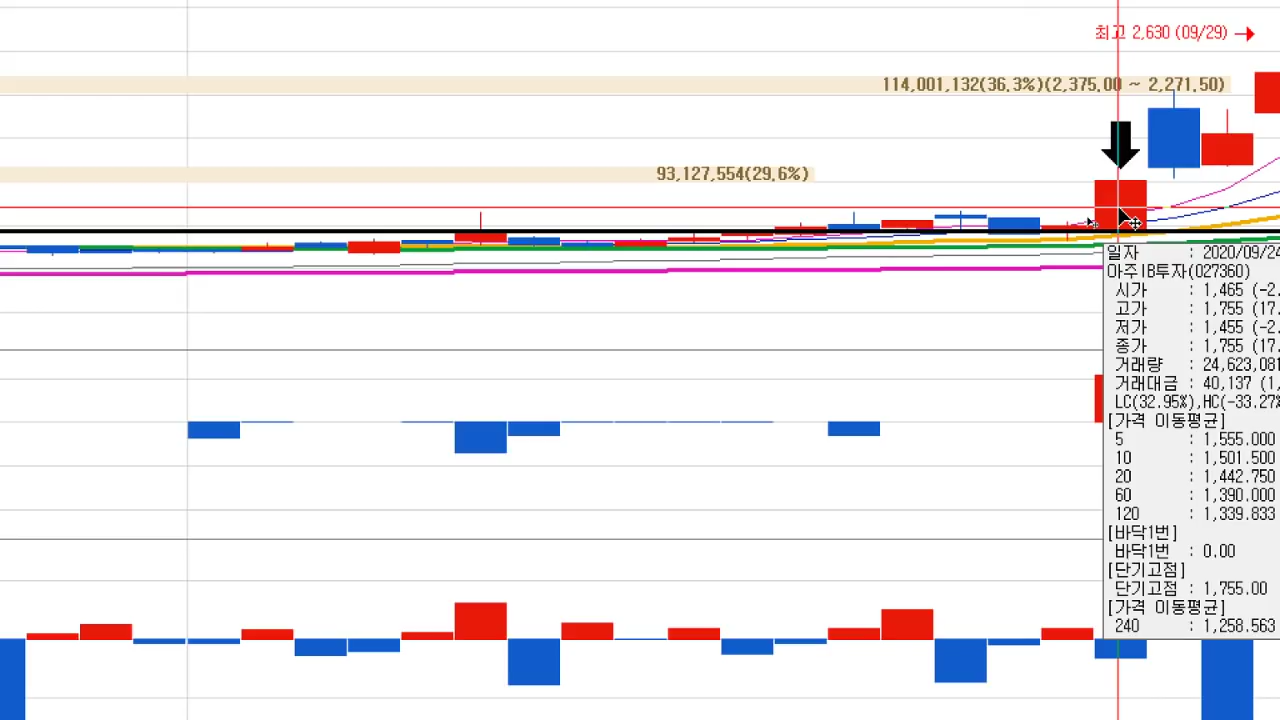 최고 2,630 (09/29) →
114,001,132(36.3%)(2,375.00 ~ 2,271.50)
93,127,554(29.6%)
일자 : 2020/09/24
아주IB투자(027360)
시가 : 1,465 (-2.
고가 : 1,755 (17.
저가 : 1,455 (-2.
종가 : 1,755 (17.
거래량 : 24,623,081
거래대금 : 40,137 (1,
LC(32.95%),HC(-33.27%
[가격 이동평균]
5 : 1,555.000
10 : 1,501.500
20 : 1,442.750
60 : 1,390.000
120 : 1,339.833
[바닥1번]
바닥1번 : 0.00
[단기고점]
단기고점 : 1,755.00
[가격 이동평균]
240 : 1,258.563